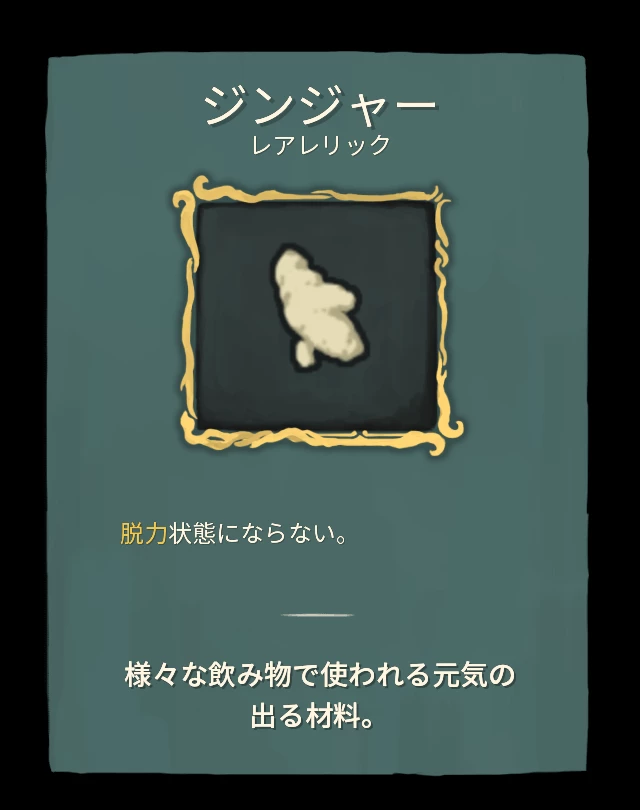 ジンジャー
レアレリック
脱力状態にならない。
様々な飲み物で使われる元気の
出る材料。